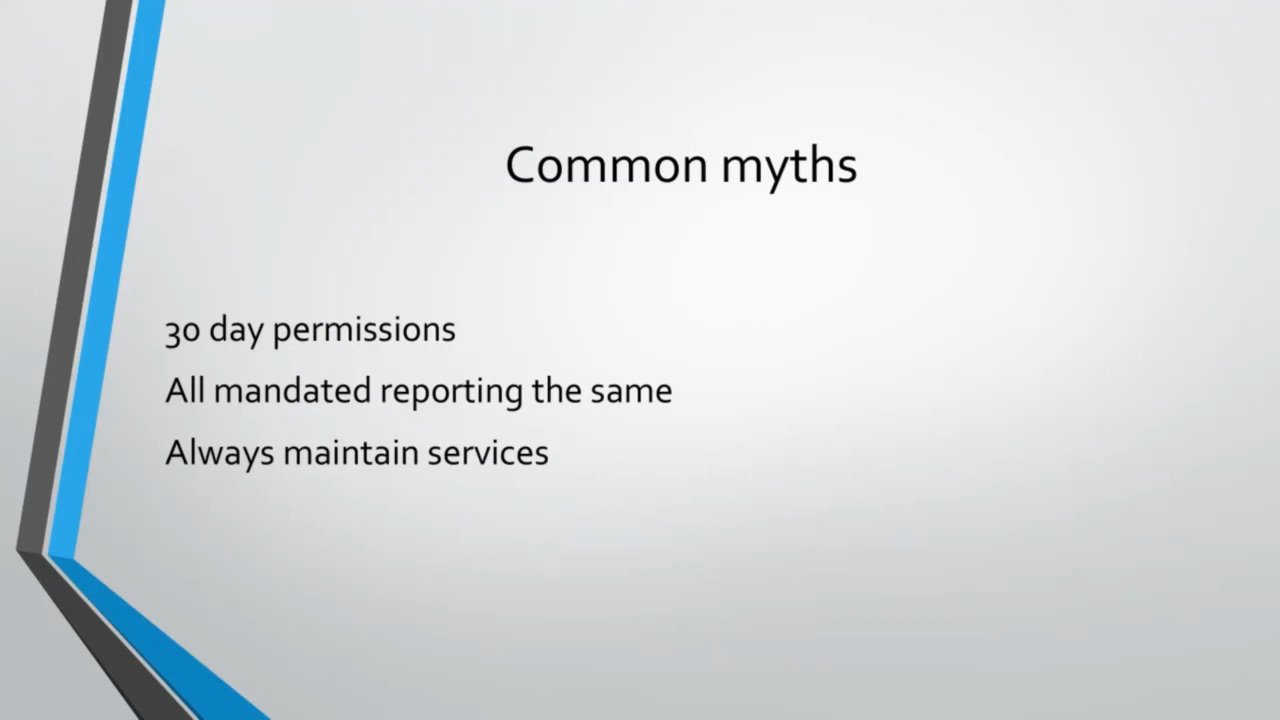 Common myths
30 day permissions
All mandated reporting the same
Always maintain services